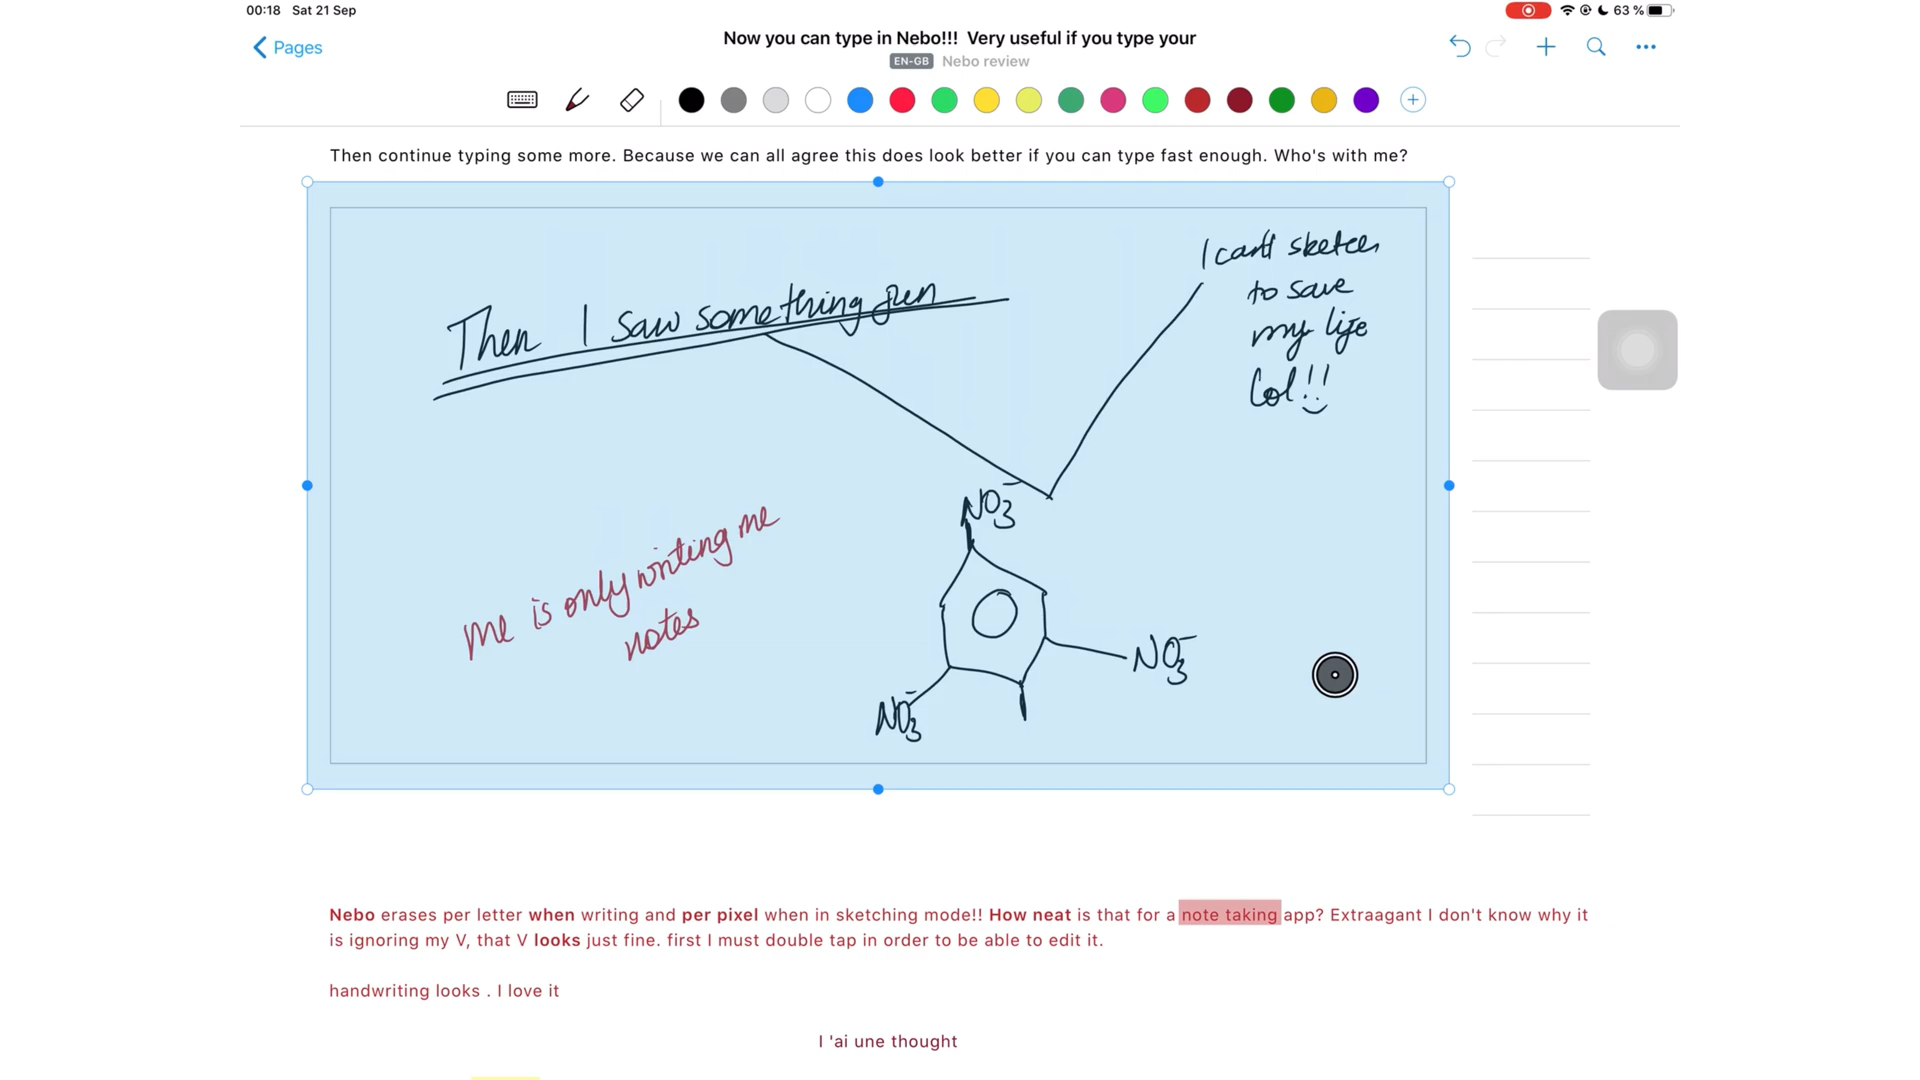 00:18 Sat 21 Sep
63 %
Pages
Now you can type in Nebo!!! Very useful if you type your
EN-GB Nebo review
Then continue typing some more. Because we can all agree this does look better if you can type fast enough. Who's with me?
Then I saw something fun
I can't sketch
to save
my life
Lol!!
NO3-
me is only writing me
notes
NO3-
NO3-
Nebo erases per letter when writing and per pixel when in sketching mode!! How neat is that for a note taking app? Extraagant I don't know why it
is ignoring my V, that V looks just fine. first I must double tap in order to be able to edit it.
handwriting looks . I love it
I 'ai une thought